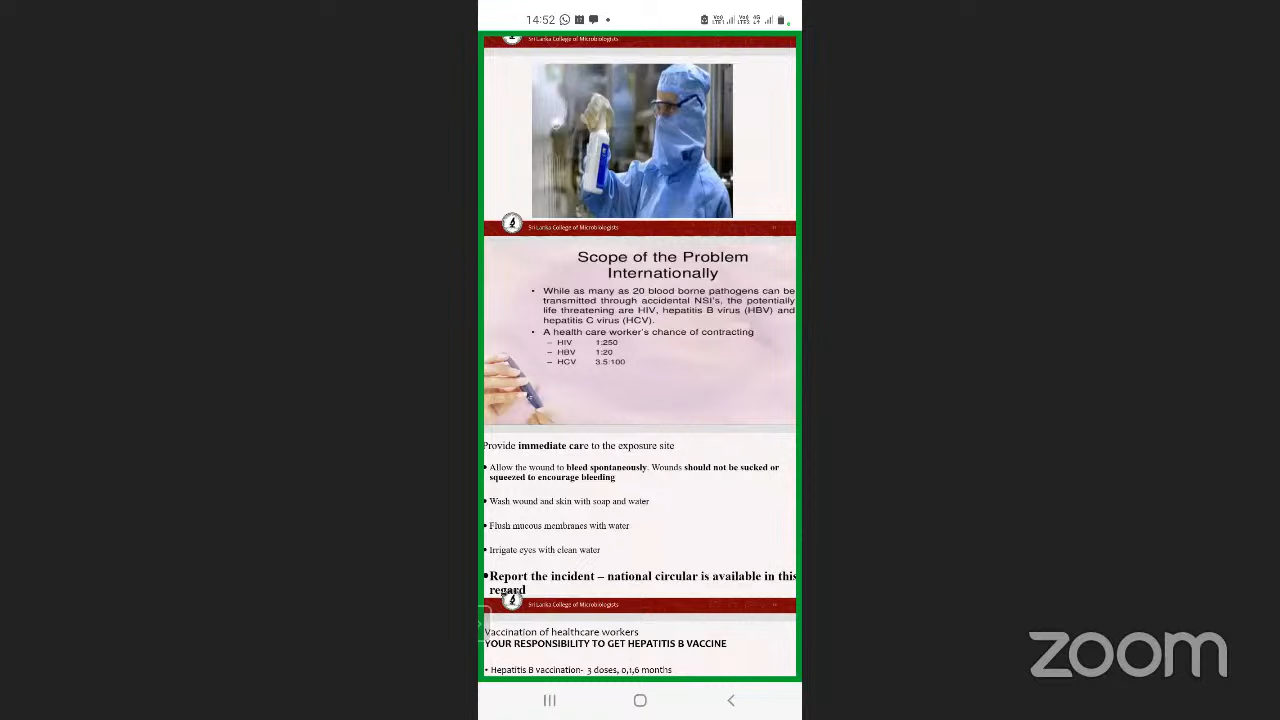 14:52
Sri Lanka College of Microbiologists
Sri Lanka College of Microbiologists
Scope of the Problem
Internationally
• While as many as 20 blood borne pathogens can be
transmitted through accidental NSI's, the potentially
life threatening are HIV, hepatitis B virus (HBV) and
hepatitis C virus (HCV).
• A health care worker's chance of contracting
– HIV 1:250
– HBV 1:20
– HCV 3.5:100
Provide immediate care to the exposure site
• Allow the wound to bleed spontaneously. Wounds should not be sucked or
squeezed to encourage bleeding
• Wash wound and skin with soap and water
• Flush mucous membranes with water
• Irrigate eyes with clean water
• Report the incident – national circular is available in this
regard
Sri Lanka College of Microbiologists
Vaccination of healthcare workers
YOUR RESPONSIBILITY TO GET HEPATITIS B VACCINE
• Hepatitis B vaccination- 3 doses, 0,1,6 months
zoom